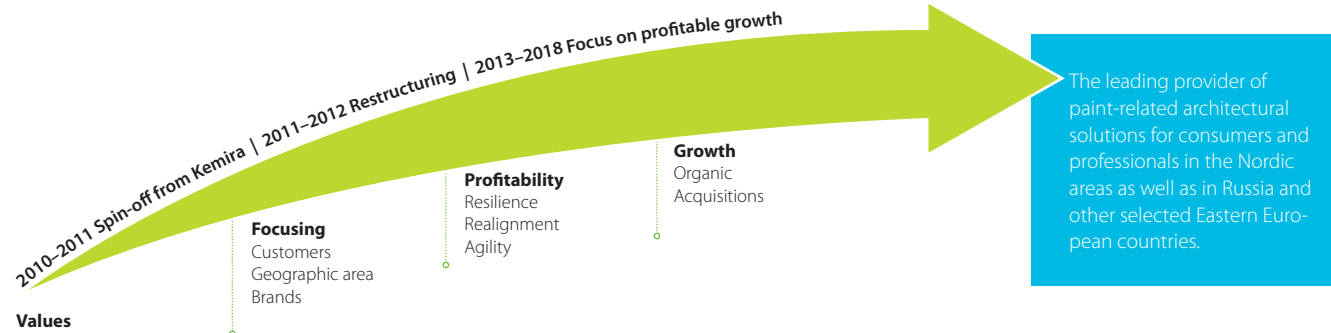 2010–2011 Spin-off from Kemira | 2011–2012 Restructuring | 2013–2018 Focus on profitable growth
Values
Focusing
Customers
Geographic area
Brands
Profitability
Resilience
Realignment
Agility
Growth
Organic
Acquisitions
The leading provider of
paint-related architectural
solutions for consumers and
professionals in the Nordic
areas as well as in Russia and
other selected Eastern Euro-
pean countries.